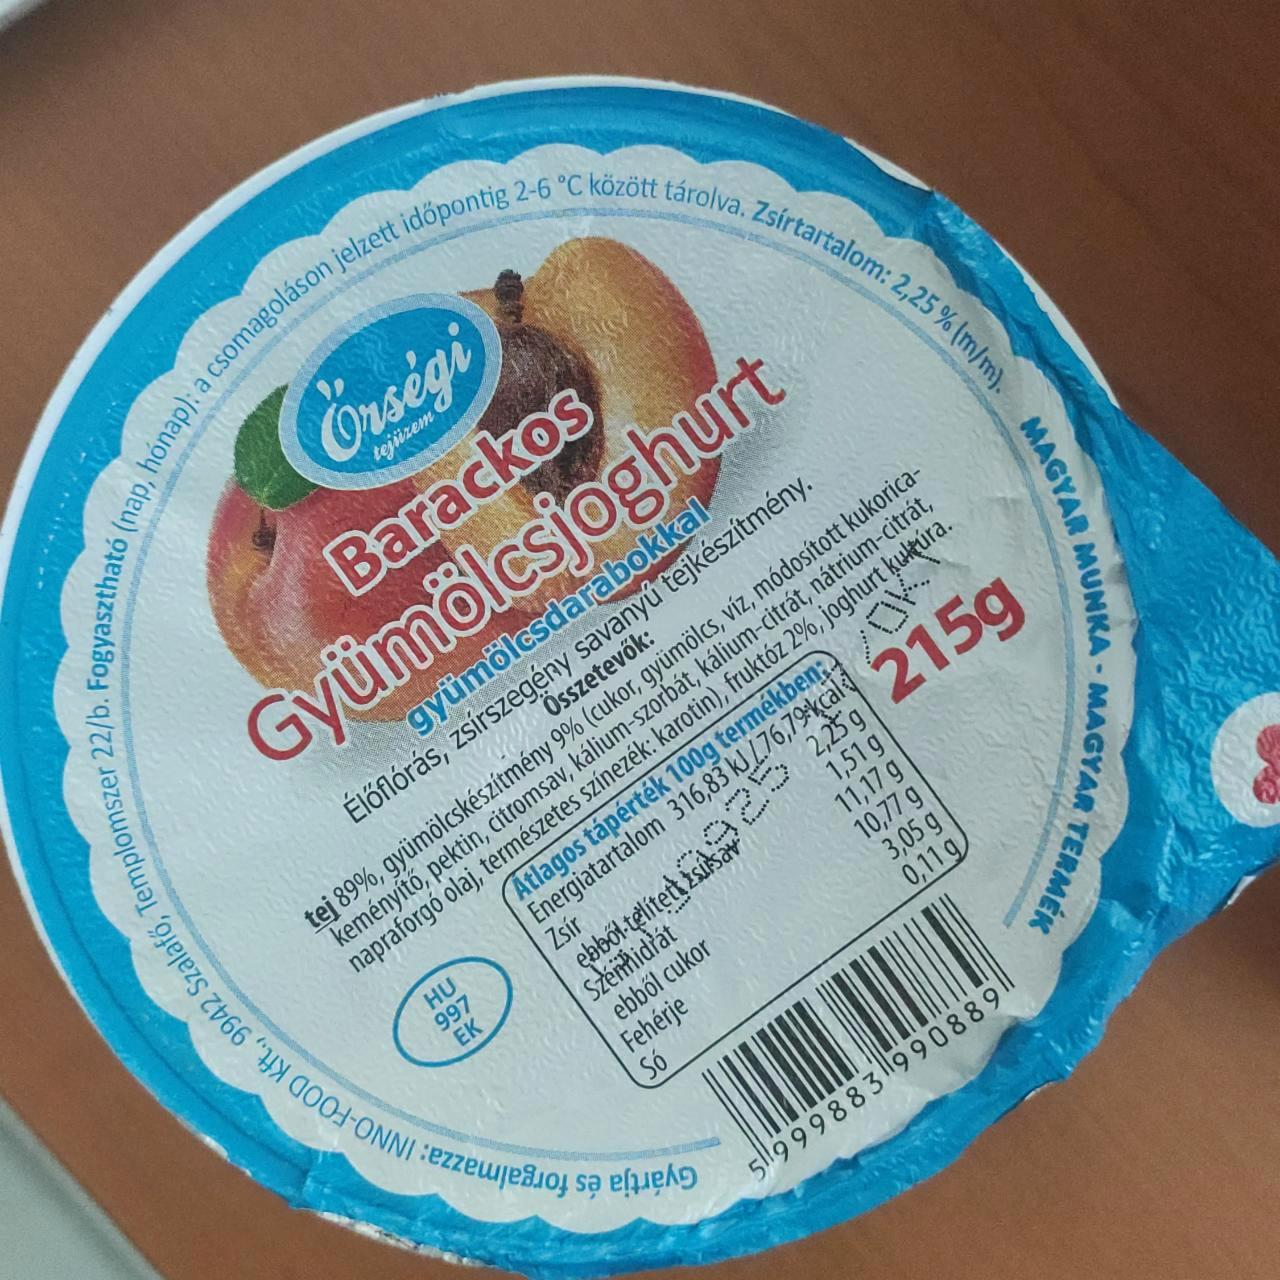 Örségi
tejüzem
Barackos
Gyümölcsjoghurt
gyümölcsdarabokkal
Élőflórás, zsírszegény savanyú tejkészítmény.
Összetevők:
tej 89%, gyümölcskészítmény 9% (cukor, gyümölcs, víz, módosított kukorica-
keményítő, pektin, citromsav, kálium-szorbát, kálium-citrát, nátrium-citrát,
napraforgó olaj, természetes színezék: karotin), fruktóz 2%, joghurt kultúra.
215g
Átlagos tápérték 100g termékben:
Energiatartalom 316,83 kJ/76,79 kcal
Zsír 2,25 g
ebből telített zsírsav 1,51 g
Szénhidrát 11,17 g
ebből cukor 10,77 g
Fehérje 3,05 g
Só 0,11 g
HU
997
EK
5 999883 990889
Gyártja és forgalmazza: INNO-FOOD Kft., 9942 Szalafő, Templomszer 22/b. Fogyasztható (nap, hónap): a csomagoláson jelzett időpontig 2-6 °C között tárolva. Zsírtartalom: 2,25 % (m/m).
MAGYAR MUNKA - MAGYAR TERMÉK